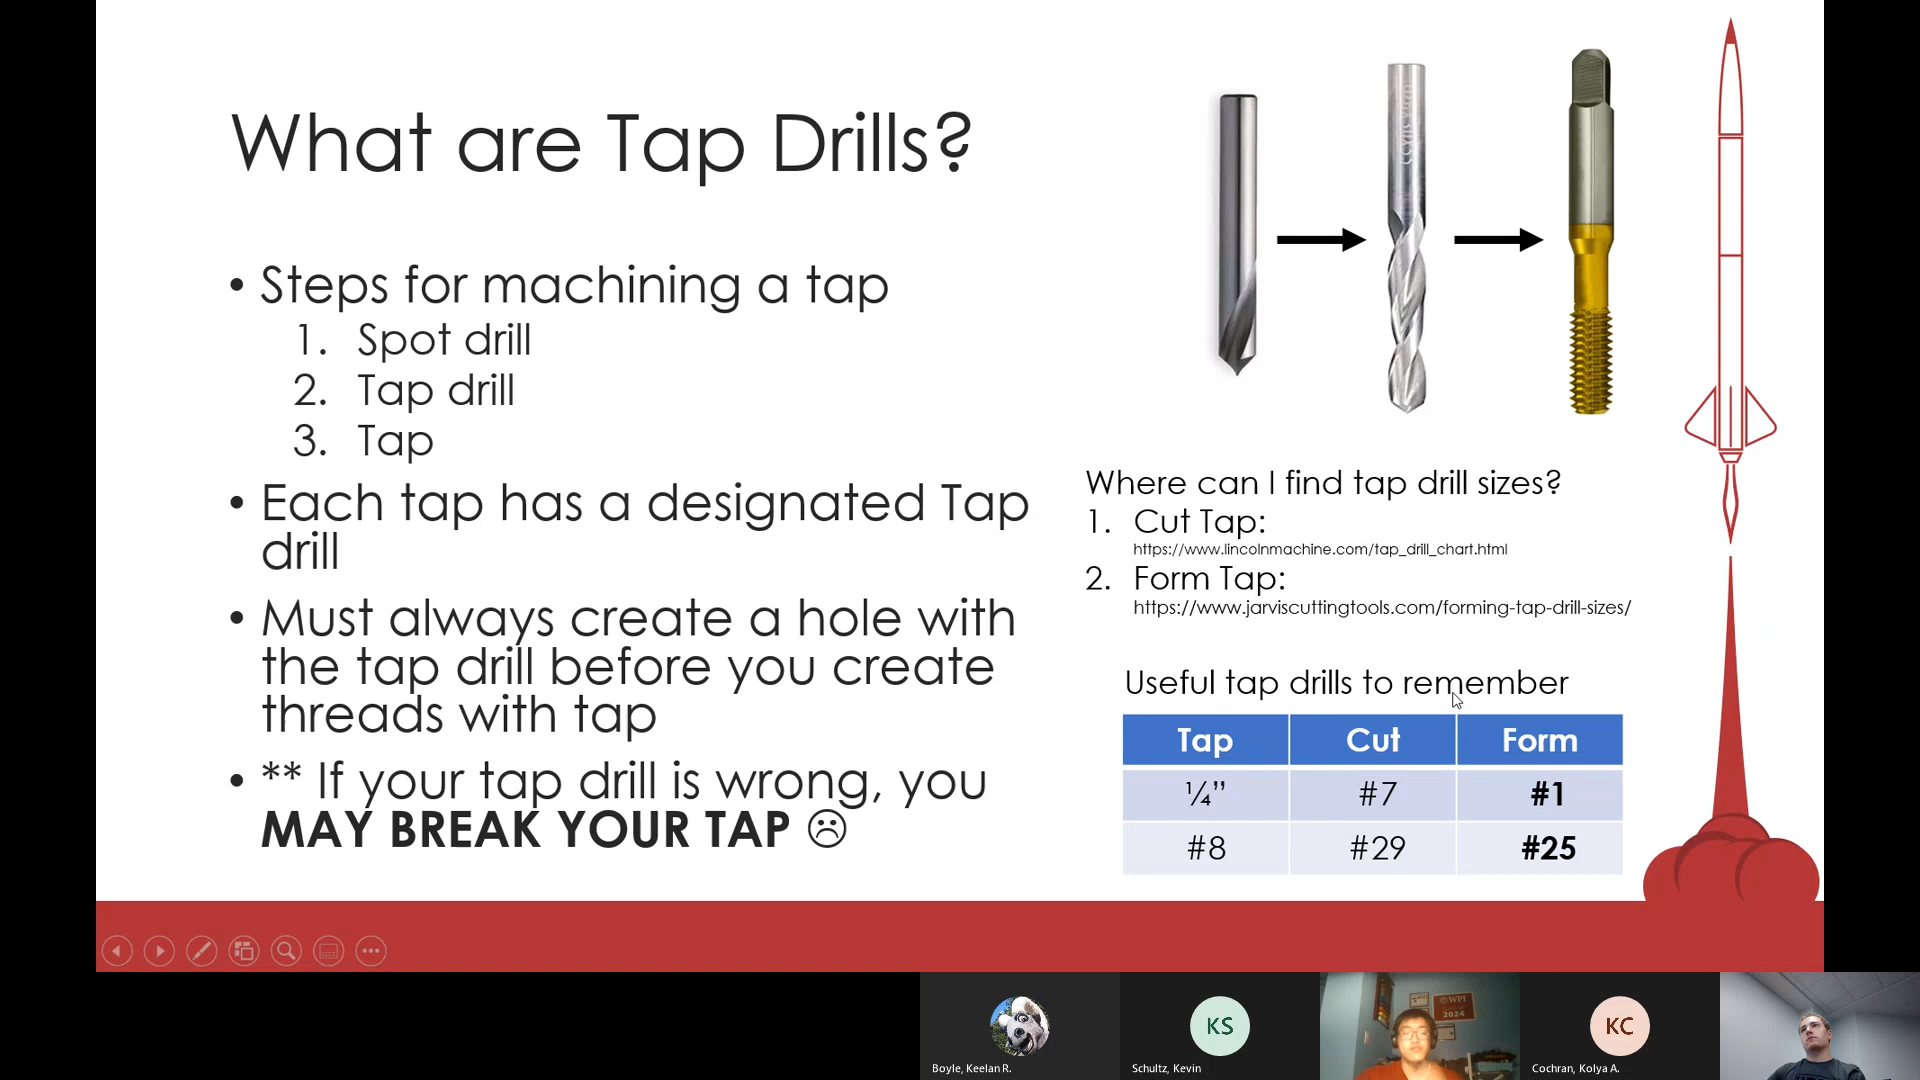 What are Tap Drills?
• Steps for machining a tap
1. Spot drill
2. Tap drill
3. Tap
• Each tap has a designated Tap
drill
• Must always create a hole with
the tap drill before you create
threads with tap
• ** If your tap drill is wrong, you
MAY BREAK YOUR TAP ☹
Where can I find tap drill sizes?
1. Cut Tap:
https://www.lincolnmachine.com/tap_drill_chart.html
2. Form Tap:
https://www.jarviscuttingtools.com/forming-tap-drill-sizes/
Useful tap drills to remember
Tap Cut Form
¼” #7 #1
#8 #29 #25
Boyle, Keelan R.
KS
Schultz, Kevin
WPI
2024
KC
Cochran, Kolya A.